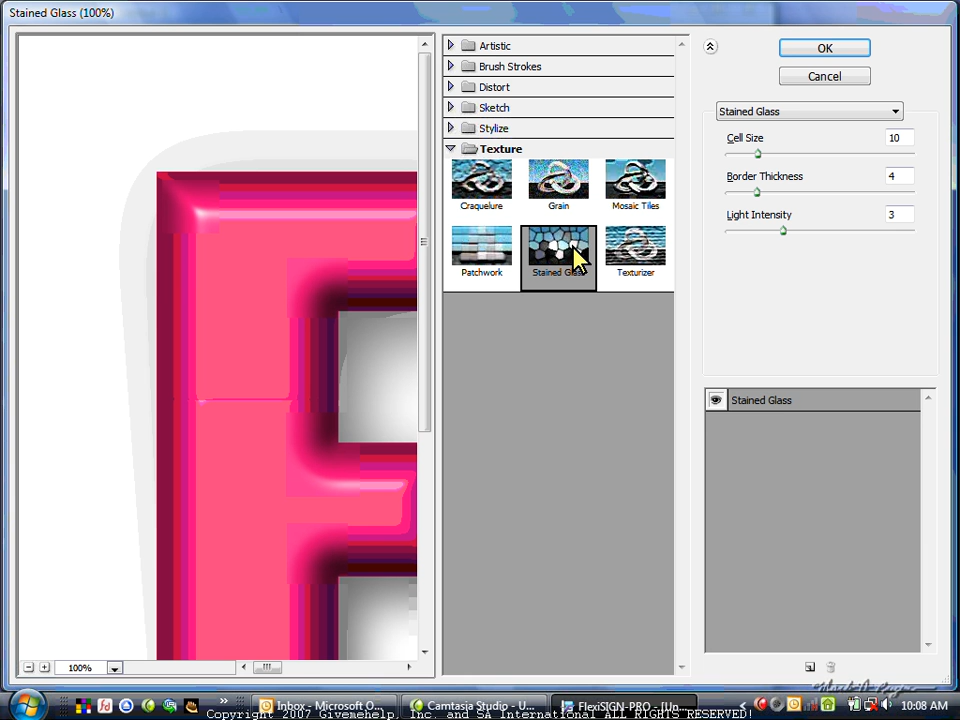 Stained Glass (100%)
Artistic
Brush Strokes
Distort
Sketch
Stylize
Texture
Craquelure
Grain
Mosaic Tiles
Patchwork
Stained Glass
Texturizer
OK
Cancel
Stained Glass
Cell Size
10
Border Thickness
4
Light Intensity
3
Stained Glass
100%
Inbox - Microsoft O...
Camtasia Studio - U...
FlexiSIGN-PRO - [Un...
10:08 AM
Copyright 2007 Givemehelp, Inc. and SA International ALL RIGHTS RESERVED!